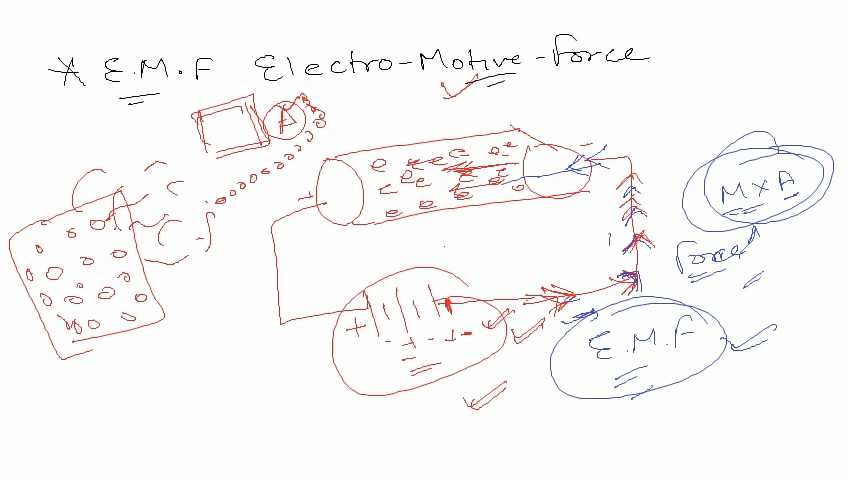 E.M.F Electro-Motive-Force
A
e e e e e e
e e e e e
e e e e
M X A
Force
+ -
E.M.F